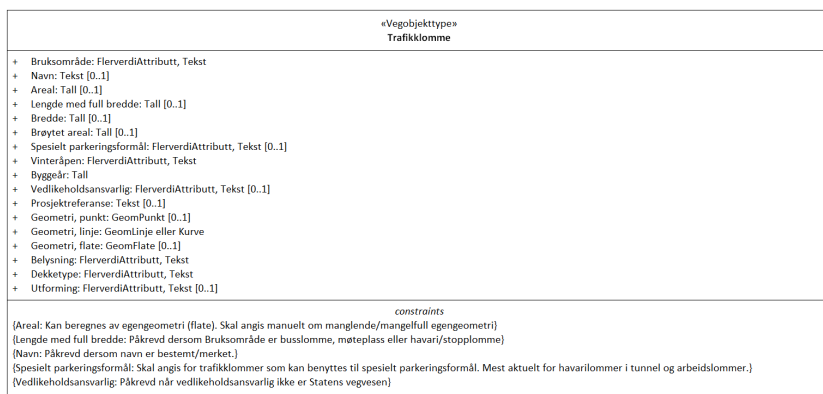 «Vegobjekttype»
Trafikklomme
+ Bruksområde: FlerverdiAttributt, Tekst
+ Navn: Tekst [0..1]
+ Areal: Tall [0..1]
+ Lengde med full bredde: Tall [0..1]
+ Bredde: Tall [0..1]
+ Brøytet areal: Tall [0..1]
+ Spesielt parkeringsformål: FlerverdiAttributt, Tekst [0..1]
+ Vinteråpen: FlerverdiAttributt, Tekst
+ Byggeår: Tall
+ Vedlikeholdsansvarlig: FlerverdiAttributt, Tekst [0..1]
+ Prosjektreferanse: Tekst [0..1]
+ Geometri, punkt: GeomPunkt [0..1]
+ Geometri, linje: GeomLinje eller Kurve
+ Geometri, flate: GeomFlate [0..1]
+ Belysning: FlerverdiAttributt, Tekst
+ Dekketype: FlerverdiAttributt, Tekst
+ Utforming: FlerverdiAttributt, Tekst [0..1]
constraints
{Areal: Kan beregnes av egengeometri (flate). Skal angis manuelt om manglende/mangelfull egengeometri}
{Lengde med full bredde: Påkrevd dersom Bruksområde er busslomme, møteplass eller havari/stopplomme}
{Navn: Påkrevd dersom navn er bestemt/merket.}
{Spesielt parkeringsformål: Skal angis for trafikklommer som kan benyttes til spesielt parkeringsformål. Mest aktuelt for havarilommer i tunnel og arbeidslommer.}
{Vedlikeholdsansvarlig: Påkrevd når vedlikeholdsansvarlig ikke er Statens vegvesen}